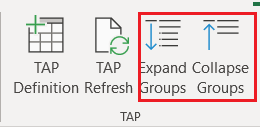 TAP TAP Expand Collapse
Definition Refresh Groups Groups
TAP